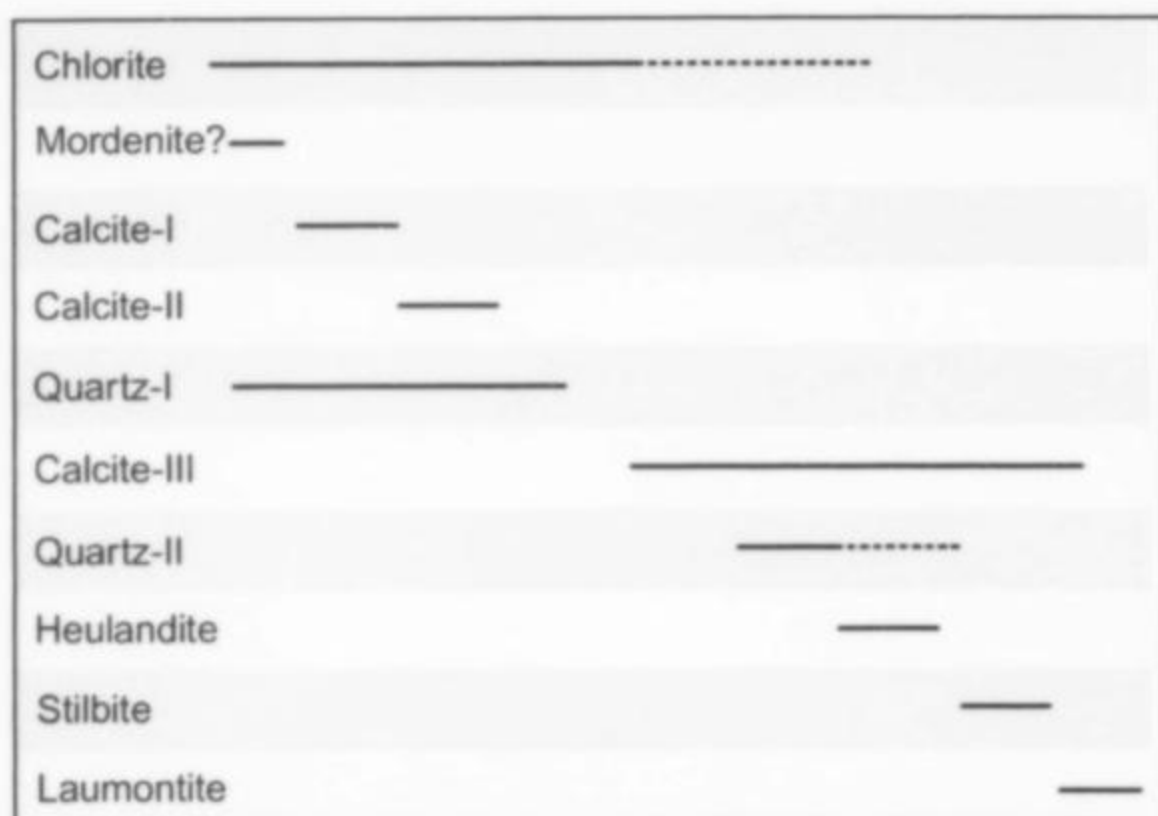 Chlorite
Mordenite?
Calcite-I
Calcite-II
Quartz-I
Calcite-III
Quartz-II
Heulandite
Stilbite
Laumontite